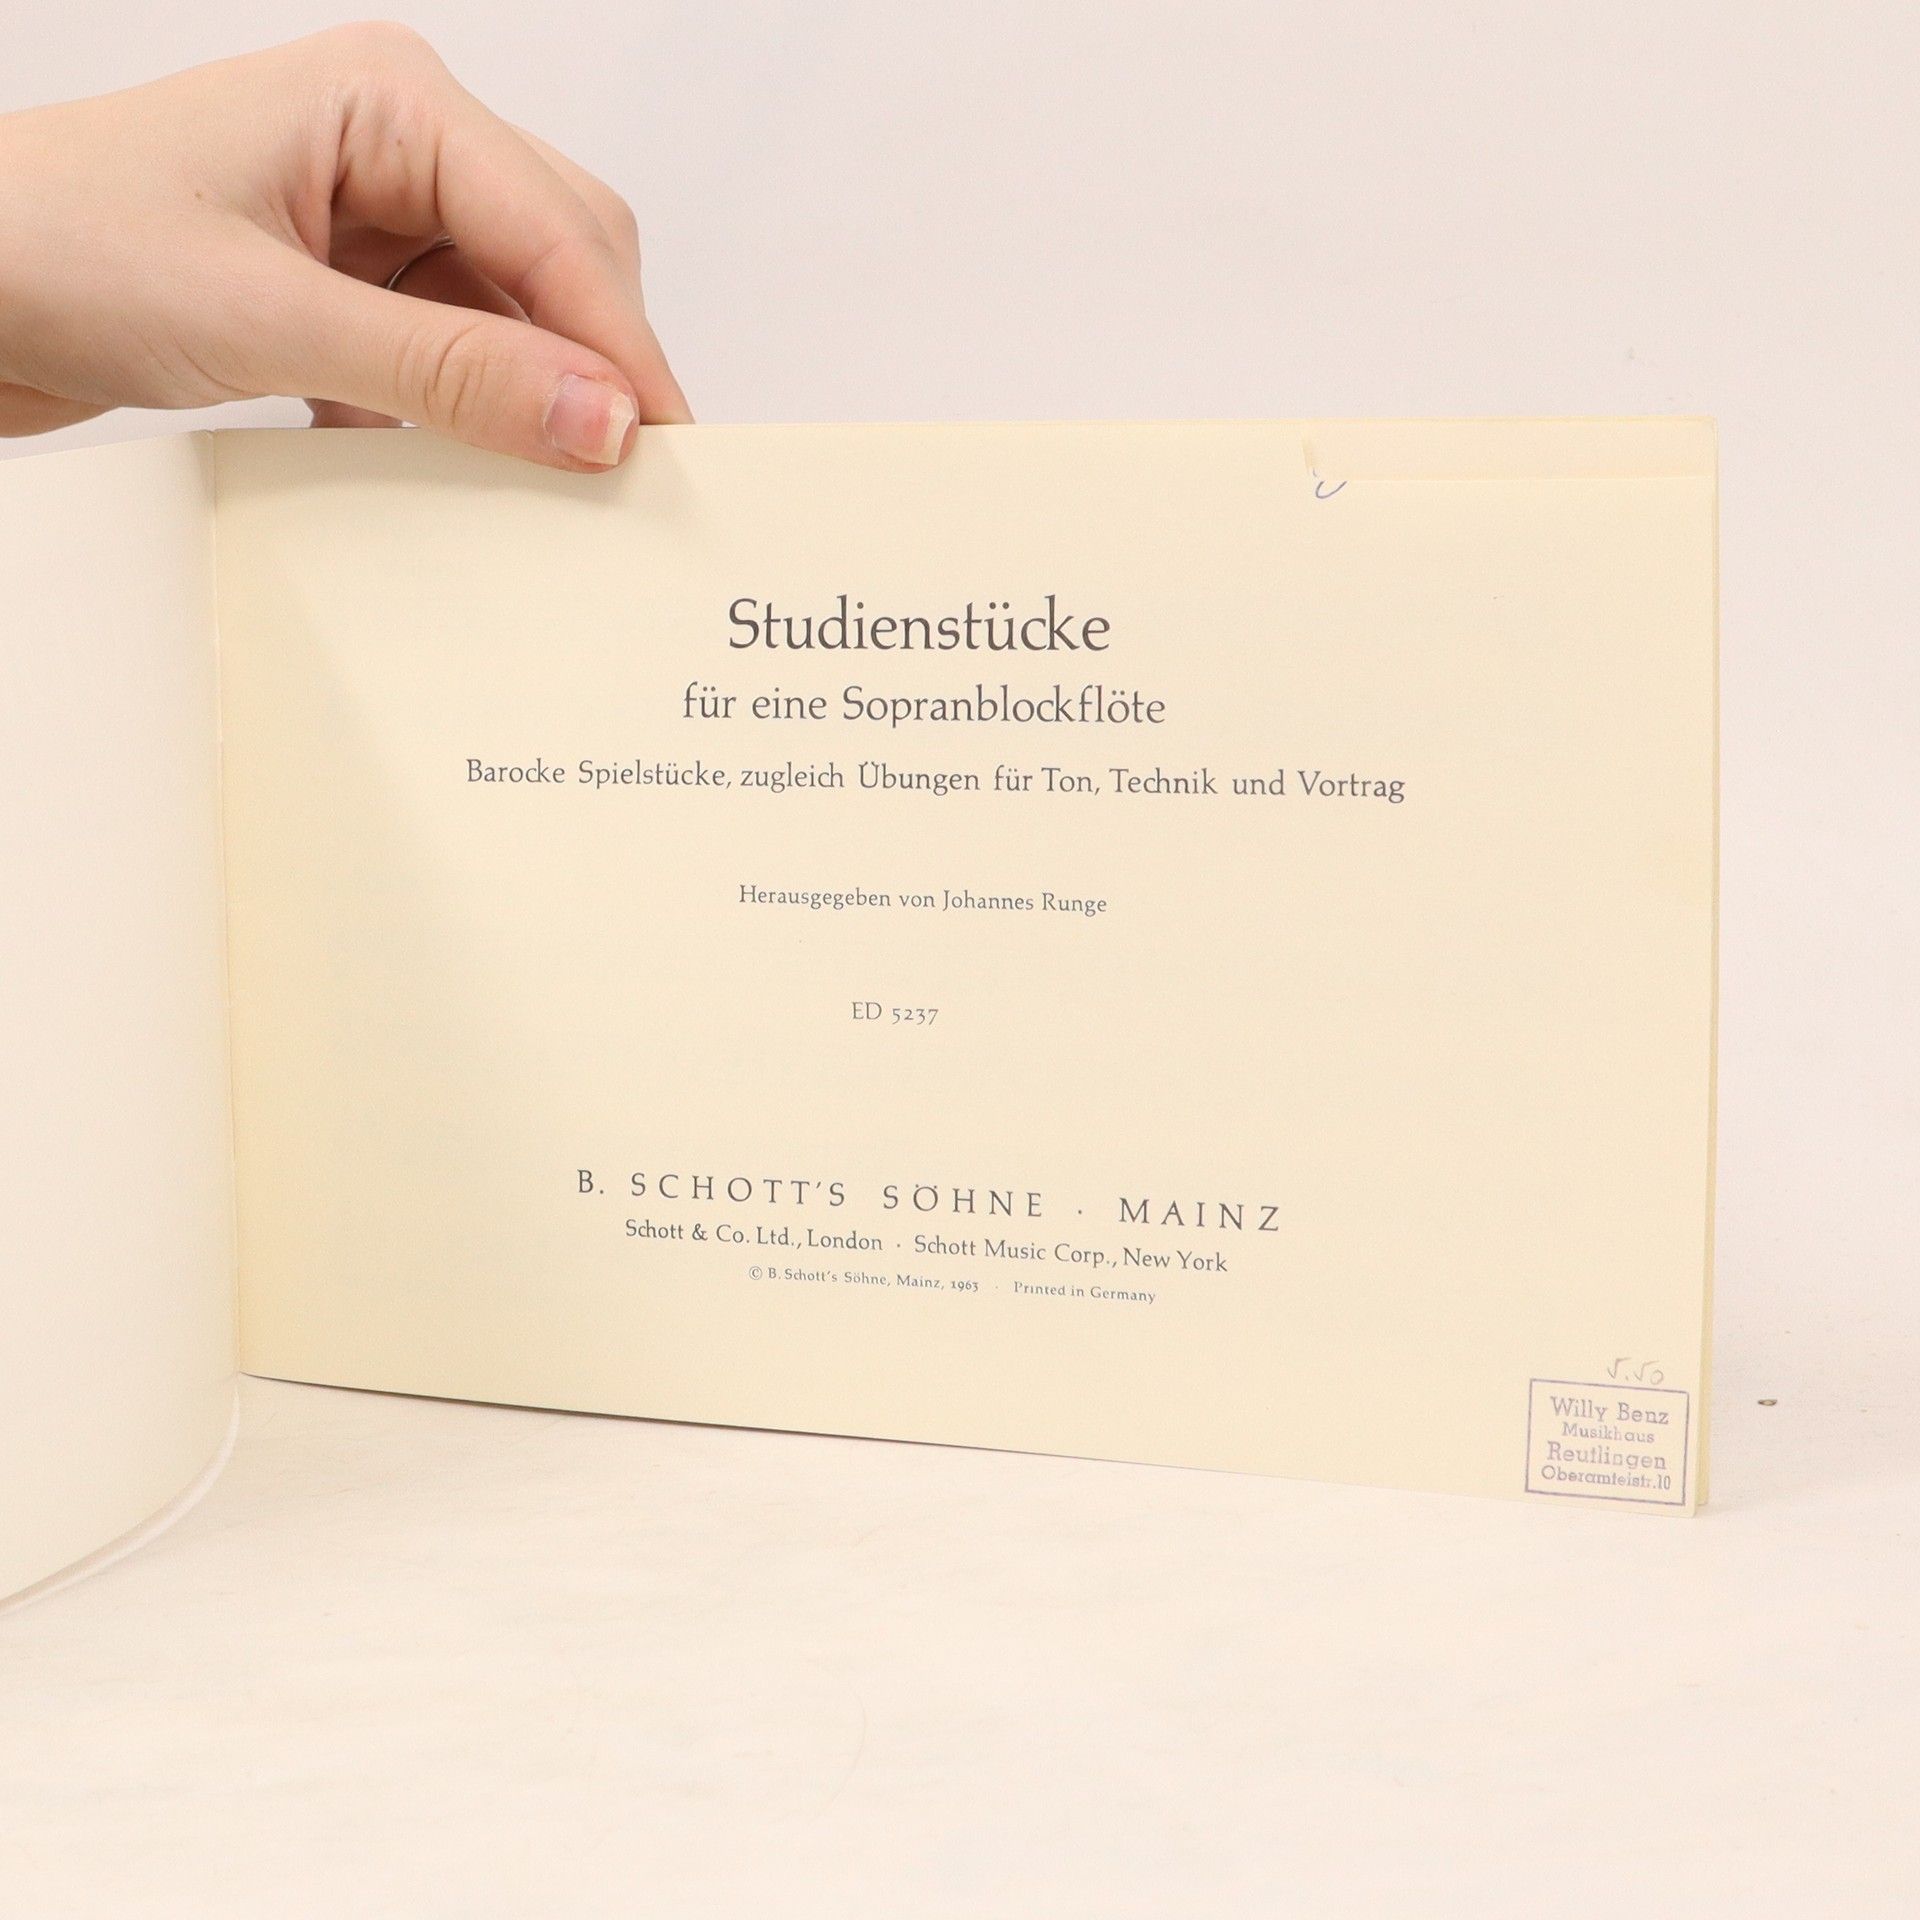 Studienstücke
für eine Sopranblockflöte
Barocke Spielstücke, zugleich Übungen für Ton, Technik und Vortrag
Herausgegeben von Johannes Runge
ED 5237
B. SCHOTT'S SÖHNE · MAINZ
Schott & Co. Ltd., London · Schott Music Corp., New York
© B. Schott's Söhne, Mainz, 1963 · Printed in Germany
5.50
Willy Benz
Musikhaus
Reutlingen
Oberamteistr.10